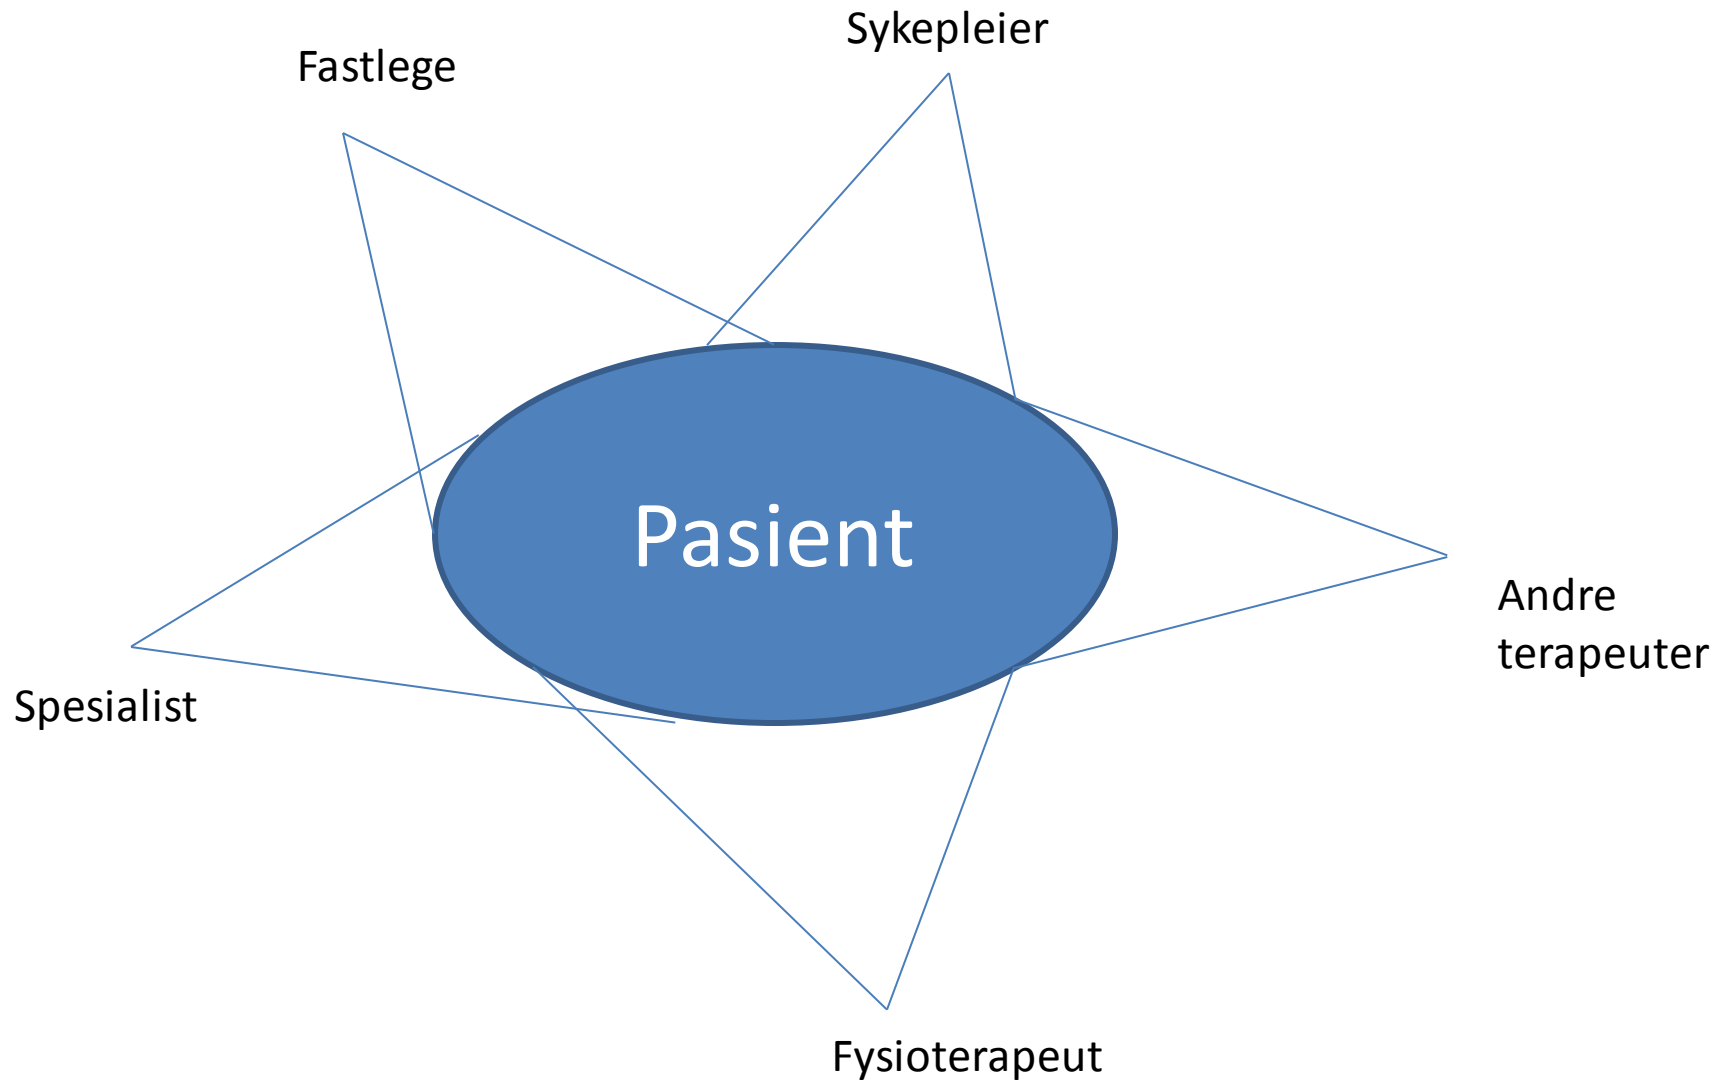 Sykepleier
Fastlege
Pasient
Andre
terapeuter
Spesialist
Fysioterapeut